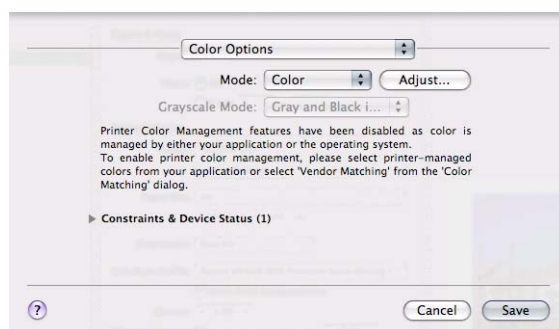 Color Options
Mode: Color Adjust...
Grayscale Mode: Gray and Black i...
Printer Color Management features have been disabled as color is
managed by either your application or the operating system.
To enable printer color management, please select printer-managed
colors from your application or select 'Vendor Matching' from the 'Color
Matching' dialog.
Constraints & Device Status (1)
? Cancel Save